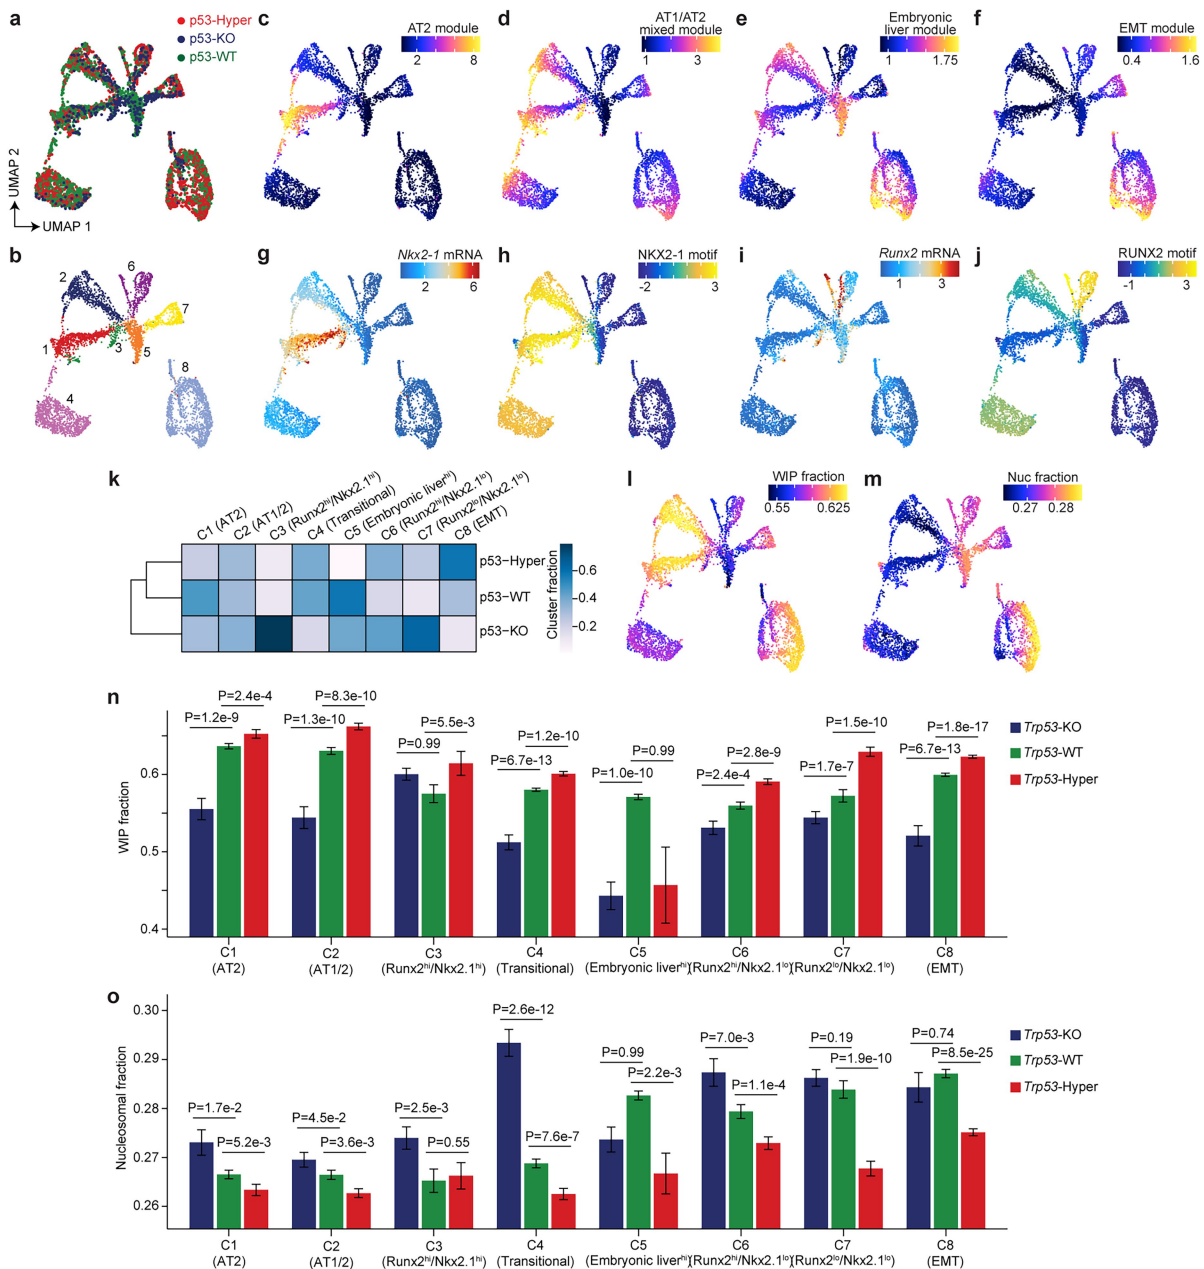 a
p53-Hyper
p53-KO
p53-WT
UMAP 2
UMAP 1
c
AT2 module
2 8
d
AT1/AT2
mixed module
1 3
e
Embryonic
liver module
1 1.75
f
EMT module
0.4 1.6
b
1
2
3
4
5
6
7
8
g
Nkx2-1 mRNA
2 6
h
NKX2-1 motif
-2 3
i
Runx2 mRNA
1 3
j
RUNX2 motif
-1 3
k
C1 (AT2)
C2 (AT1/2)
C3 (Runx2hi/Nkx2.1hi)
C4 (Transitional)
C5 (Embryonic liverhi)
C6 (Runx2hi/Nkx2.1lo)
C7 (Runx2lo/Nkx2.1lo)
C8 (EMT)
p53−Hyper
p53−WT
p53−KO
Cluster fraction
0.6
0.4
0.2
l
WIP fraction
0.55 0.625
m
Nuc fraction
0.27 0.28
n
WIP fraction
0.6
0.5
0.4
P=1.2e-9
P=2.4e-4
P=1.3e-10
P=8.3e-10
P=0.99
P=5.5e-3
P=6.7e-13
P=1.2e-10
P=1.0e-10
P=0.99
P=2.4e-4
P=2.8e-9
P=1.7e-7
P=1.5e-10
P=6.7e-13
P=1.8e-17
Trp53-KO
Trp53-WT
Trp53-Hyper
C1 C2 C3 C4 C5 C6 C7 C8
(AT2) (AT1/2) (Runx2hi/Nkx2.1hi) (Transitional) (Embryonic liverhi) (Runx2hi/Nkx2.1lo) (Runx2lo/Nkx2.1lo) (EMT)
o
Nucleosomal fraction
0.30
0.29
0.28
0.27
0.26
P=1.7e-2
P=5.2e-3
P=4.5e-2
P=3.6e-3
P=2.5e-3
P=0.55
P=2.6e-12
P=7.6e-7
P=0.99
P=2.2e-3
P=7.0e-3
P=1.1e-4
P=0.19
P=1.9e-10
P=0.74
P=8.5e-25
Trp53-KO
Trp53-WT
Trp53-Hyper
C1 C2 C3 C4 C5 C6 C7 C8
(AT2) (AT1/2) (Runx2hi/Nkx2.1hi) (Transitional) (Embryonic liverhi) (Runx2hi/Nkx2.1lo) (Runx2lo/Nkx2.1lo) (EMT)